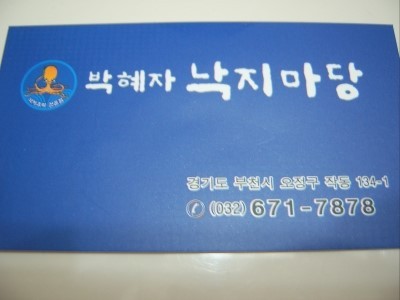 박혜자 낙지마당
경기도 부천시 오정구 작동 134-1
(032) 671-7878